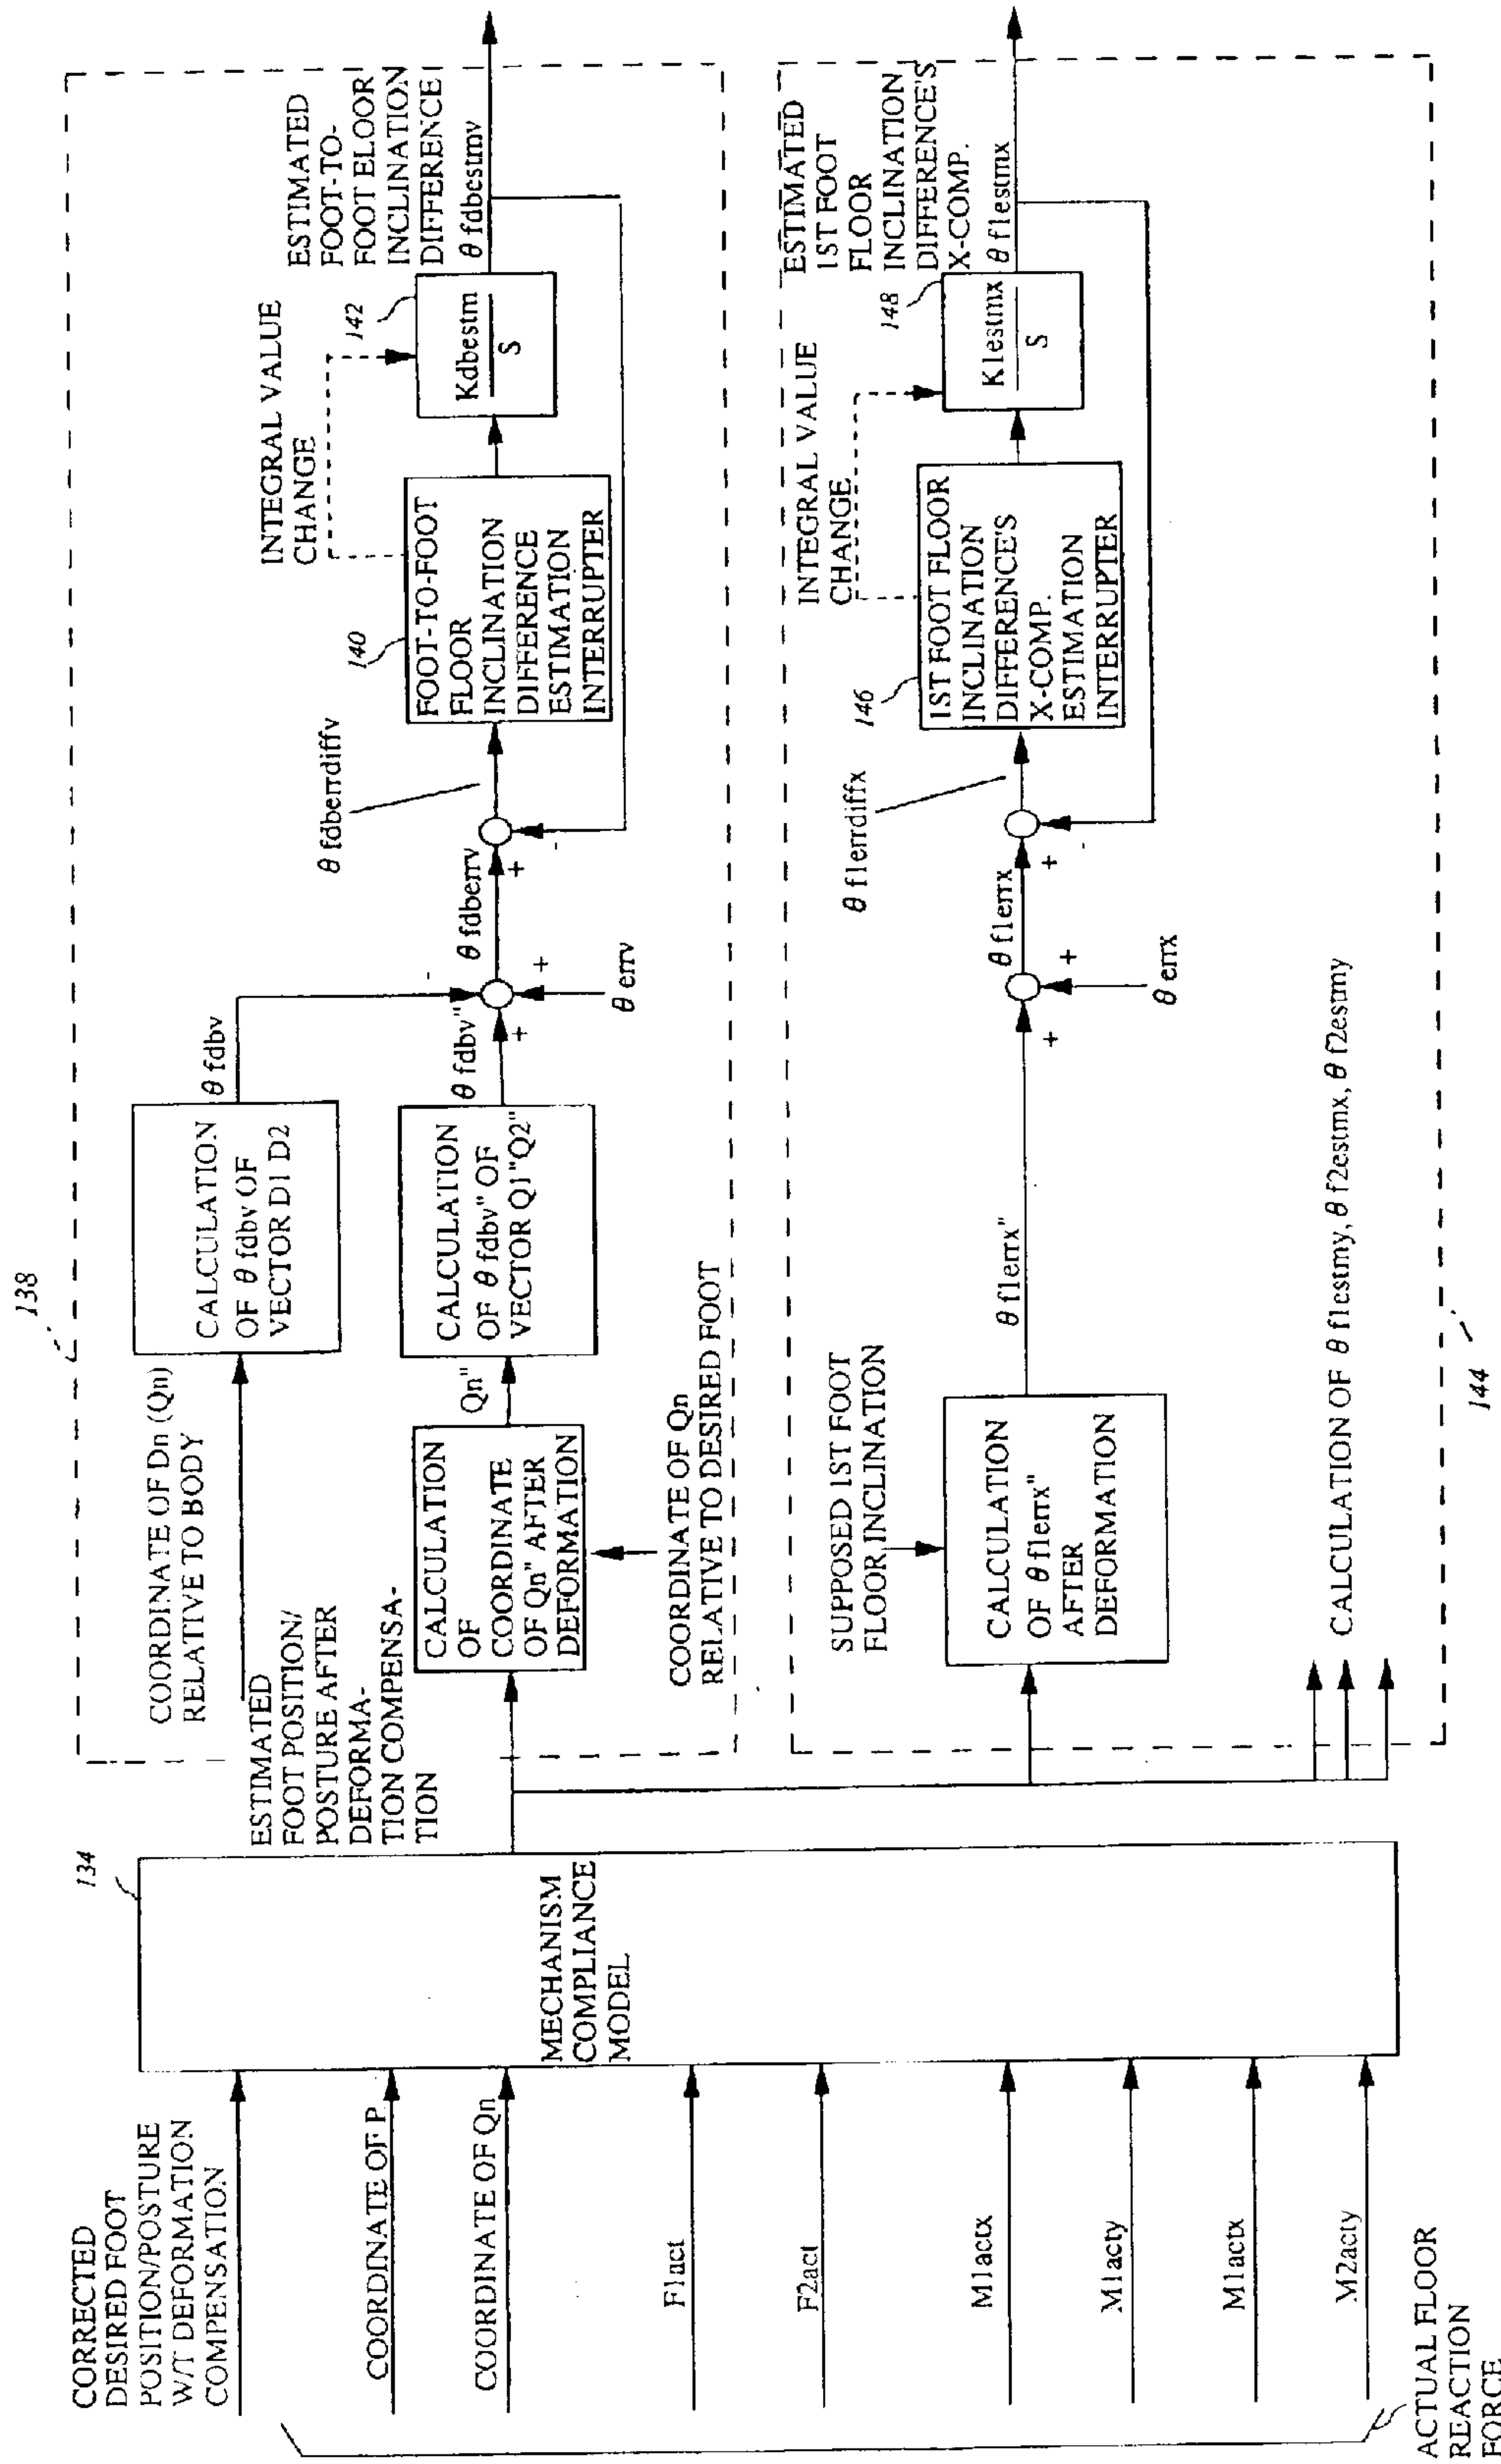 CORRECTED
DESIRED FOOT
POSITION/POSTURE
W/T DEFORMATION
COMPENSATION
COORDINATE OF P
COORDINATE OF Qn
F1act
F2act
M1actx
M1acty
M1actx
M2acty
ACTUAL FLOOR
REACTION
FORCE
134
MECHANISM
COMPLIANCE
MODEL
ESTIMATED
FOOT POSITION/
POSTURE AFTER
DEFORMA-
TION COMPENSA-
TION
138
COORDINATE OF Dn (Qn)
RELATIVE TO BODY
CALCULATION
OF θ fdbv OF
VECTOR D1 D2
θ fdbv
CALCULATION
OF
COORDINATE
OF Qn" AFTER
DEFORMATION
COORDINATE OF Qn
RELATIVE TO DESIRED FOOT
Qn"
CALCULATION
OF θ fdbv" OF
VECTOR Q1"Q2"
θ fdbv"
-
+
+
θ errv
θ fdberrv
+
-
θ fdberrdiffv
140
FOOT-TO-FOOT
FLOOR
INCLINATION
DIFFERENCE
ESTIMATION
INTERRUPTER
INTEGRAL VALUE
CHANGE
142
Kdbestm
S
ESTIMATED
FOOT-TO-
FOOT ELOOR
INCLINATION
DIFFERENCE
θ fdbestmv
SUPPOSED 1ST FOOT
FLOOR INCLINATION
CALCULATION
OF θ f1errx"
AFTER
DEFORMATION
θ f1errx"
+
+
θ errx
θ f1errx
+
-
θ f1errdiffx
146
1ST FOOT FLOOR
INCLINATION
DIFFERENCE'S
X-COMP.
ESTIMATION
INTERRUPTER
INTEGRAL VALUE
CHANGE
148
K1estmx
S
ESTIMATED
1ST FOOT
FLOOR
INCLINATION
DIFFERENCE'S
X-COMP.
θ f1estmx
CALCULATION OF θ f1estmy, θ f2estmx, θ f2estmy
144